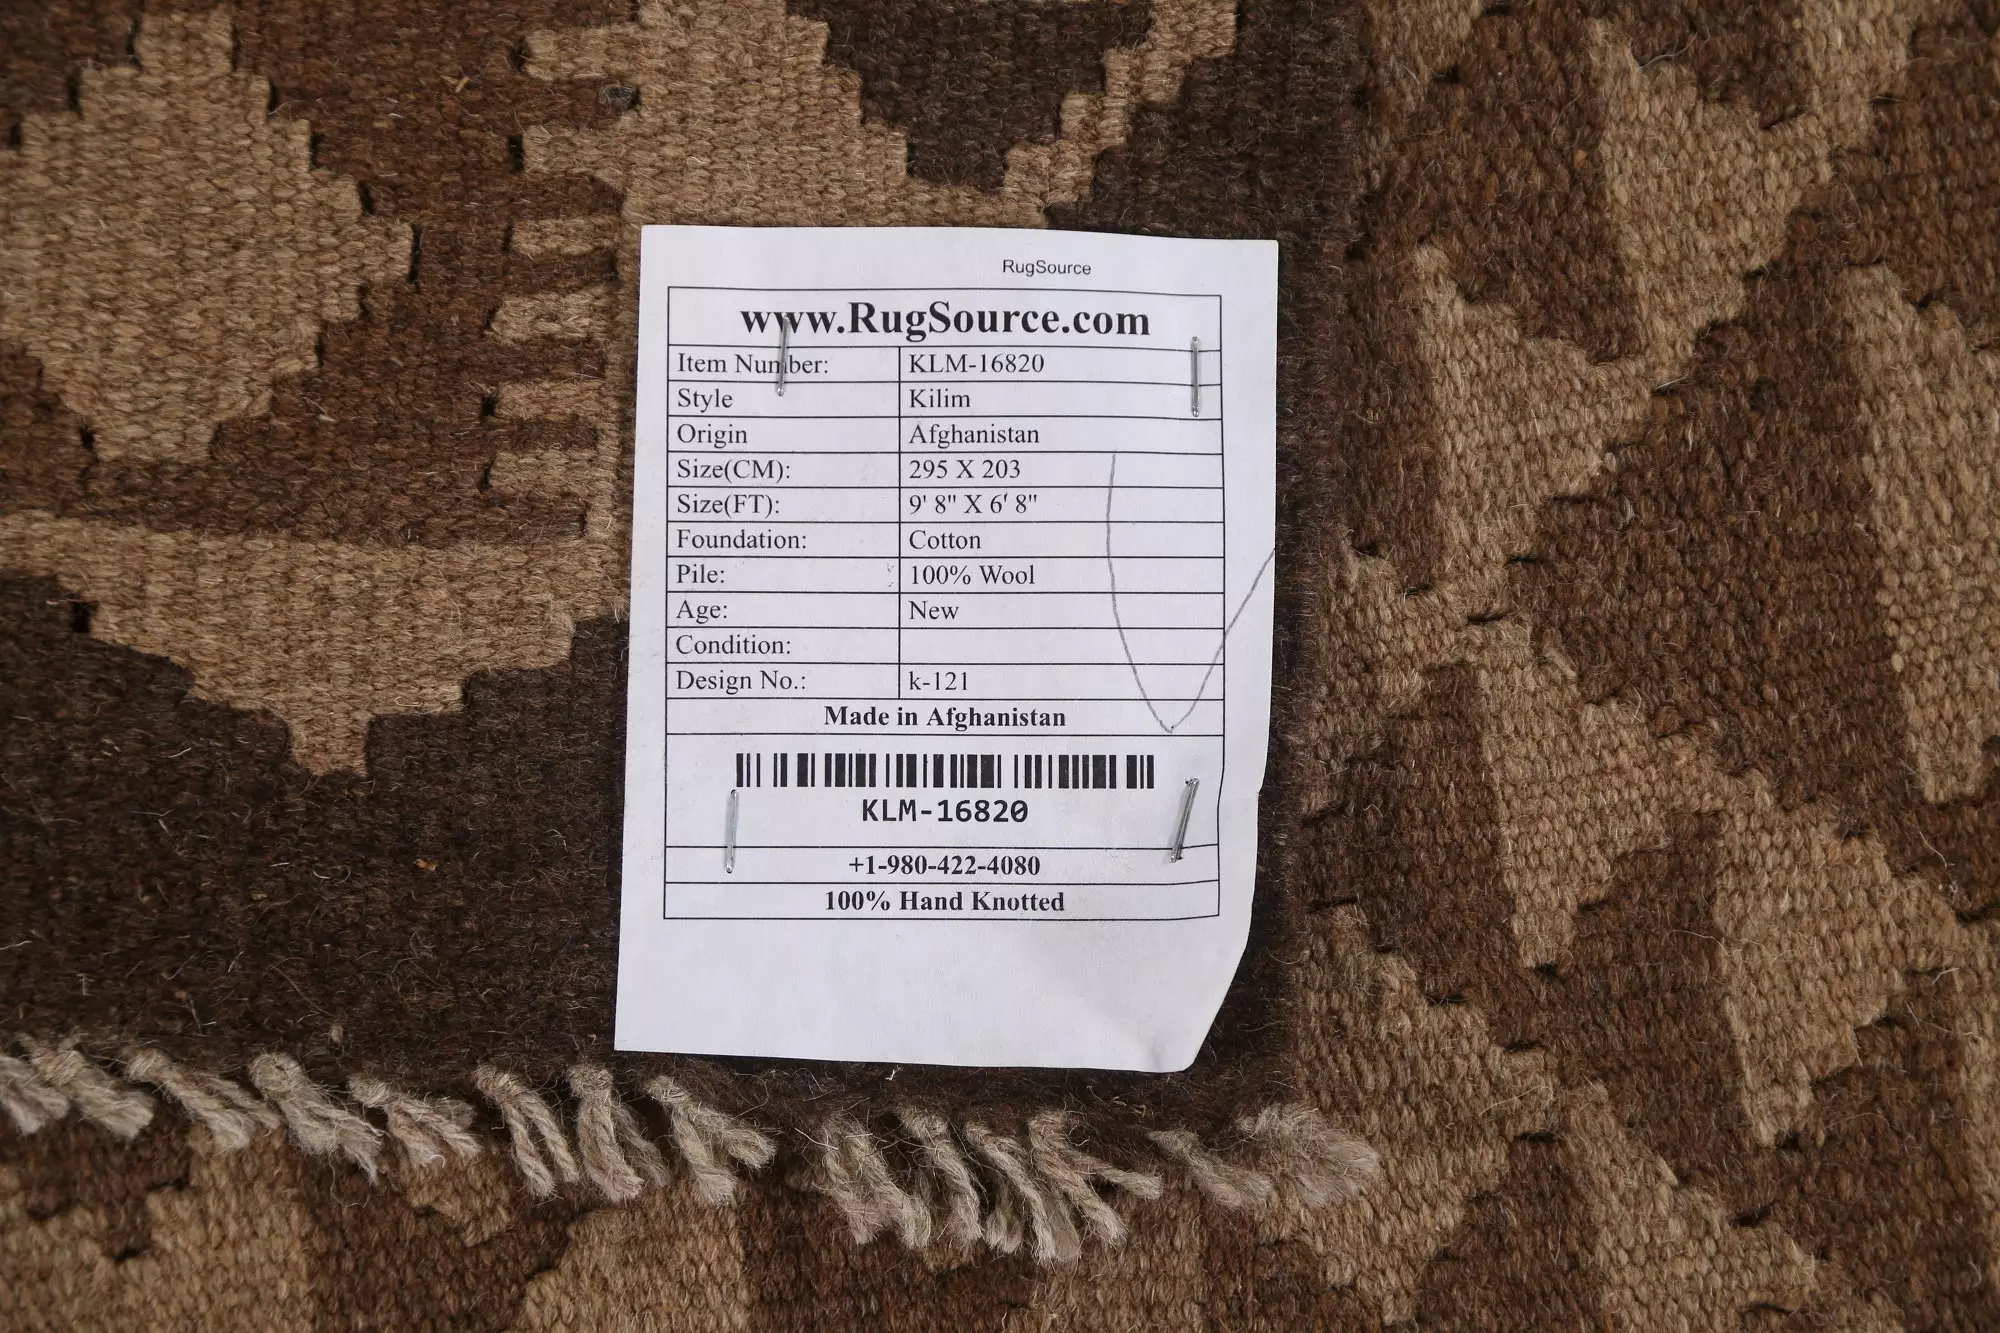 RugSource
www.RugSource.com
Item Number: KLM-16820
Style Kilim
Origin Afghanistan
Size(CM): 295 X 203
Size(FT): 9' 8" X 6' 8"
Foundation: Cotton
Pile: 100% Wool
Age: New
Condition:
Design No.: k-121
Made in Afghanistan
KLM-16820
+1-980-422-4080
100% Hand Knotted